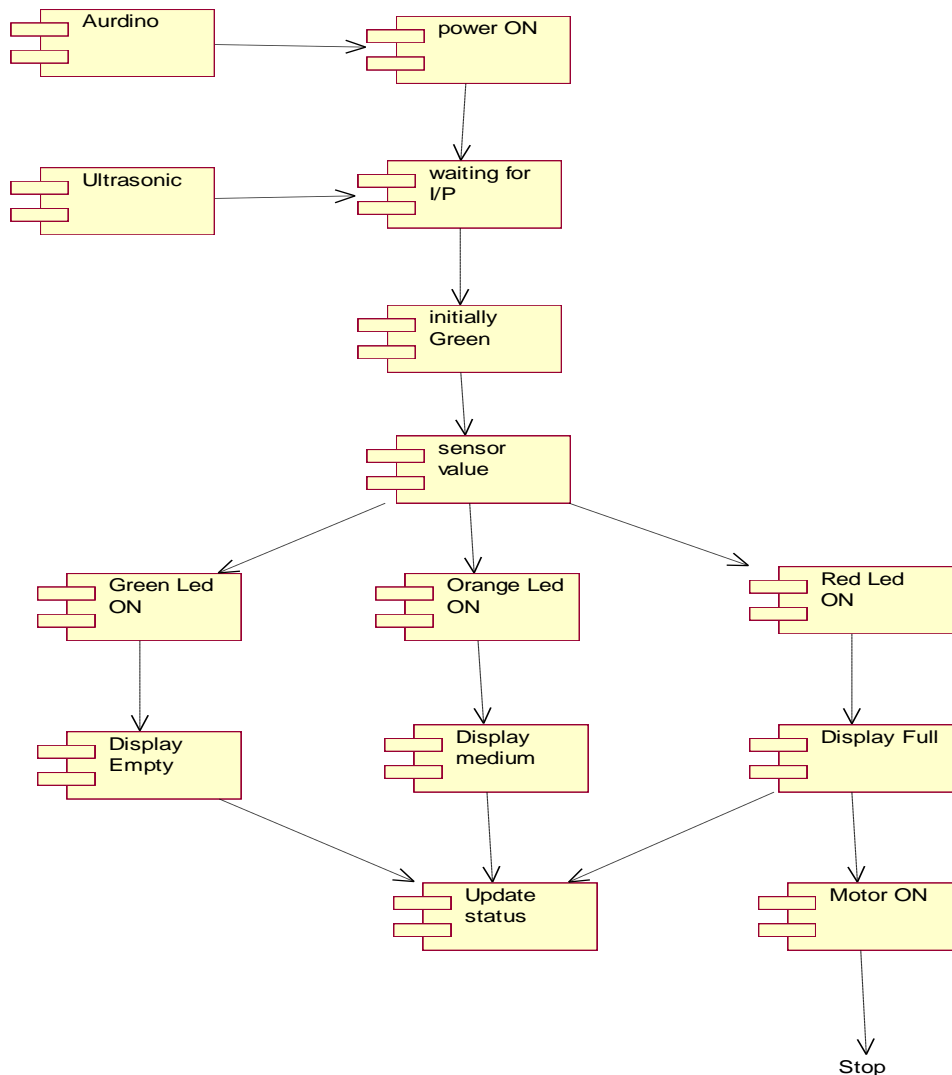 Aurdino
power ON
Ultrasonic
waiting for
I/P
initially
Green
sensor
value
Green Led
ON
Orange Led
ON
Red Led
ON
Display
Empty
Display
medium
Display Full
Update
status
Motor ON
Stop